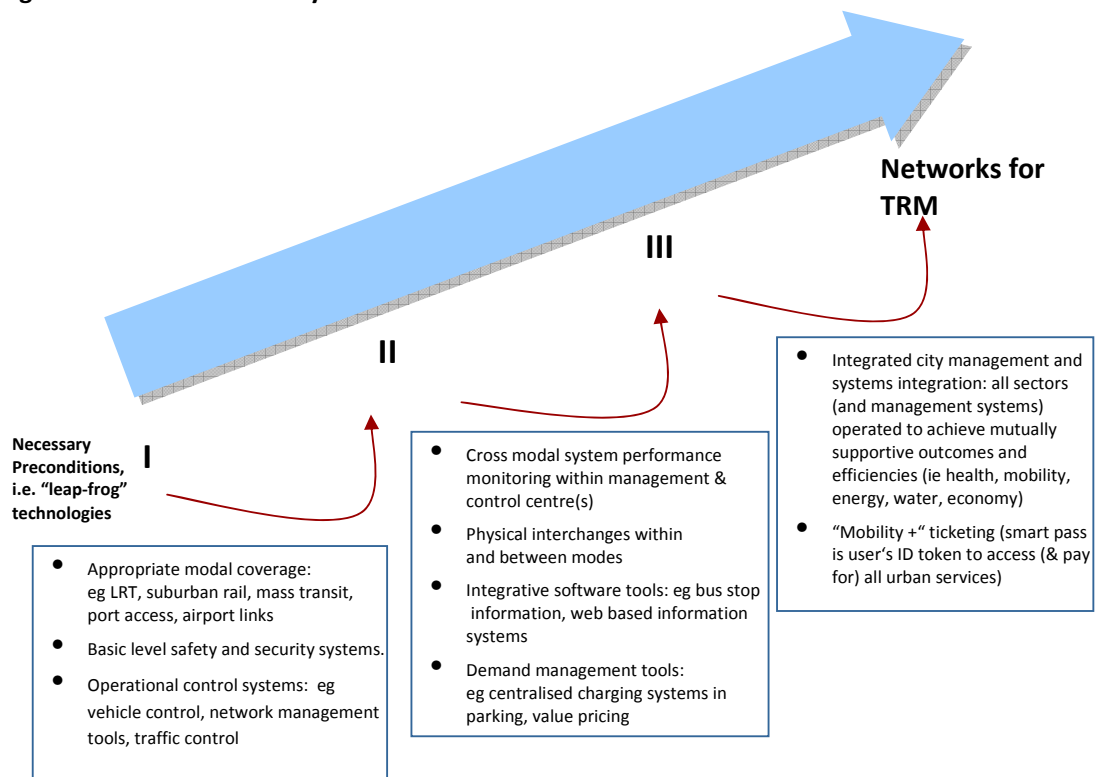 Networks for
TRM
III
II
Necessary
Preconditions,
i.e. “leap-frog”
technologies
I
• Appropriate modal coverage:
eg LRT, suburban rail, mass transit,
port access, airport links
• Basic level safety and security systems.
• Operational control systems: eg
vehicle control, network management
tools, traffic control
• Cross modal system performance
monitoring within management &
control centre(s)
• Physical interchanges within
and between modes
• Integrative software tools: eg bus stop
information, web based information
systems
• Demand management tools:
eg centralised charging systems in
parking, value pricing
• Integrated city management and
systems integration: all sectors
(and management systems)
operated to achieve mutually
supportive outcomes and
efficiencies (ie health, mobility,
energy, water, economy)
• “Mobility +“ ticketing (smart pass
is user‘s ID token to access (& pay
for) all urban services)